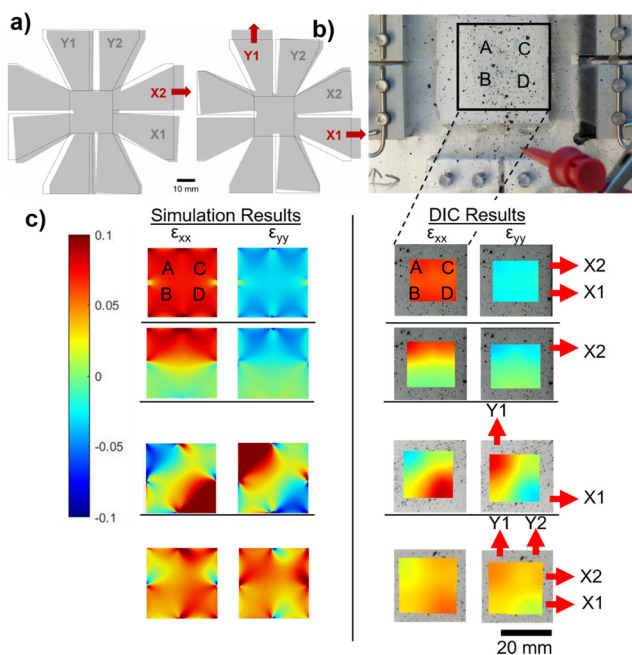 a)
Y1 Y2
X2
X1
Y1
Y2
X2
X1
10 mm
b)
A C
B D
c)
Simulation Results
εxx εyy
DIC Results
εxx εyy
0.1
0.05
0
-0.05
-0.1
A C
B D
A C
B D
X2
X1
X2
Y1
X1
Y1 Y2
X2
X1
20 mm